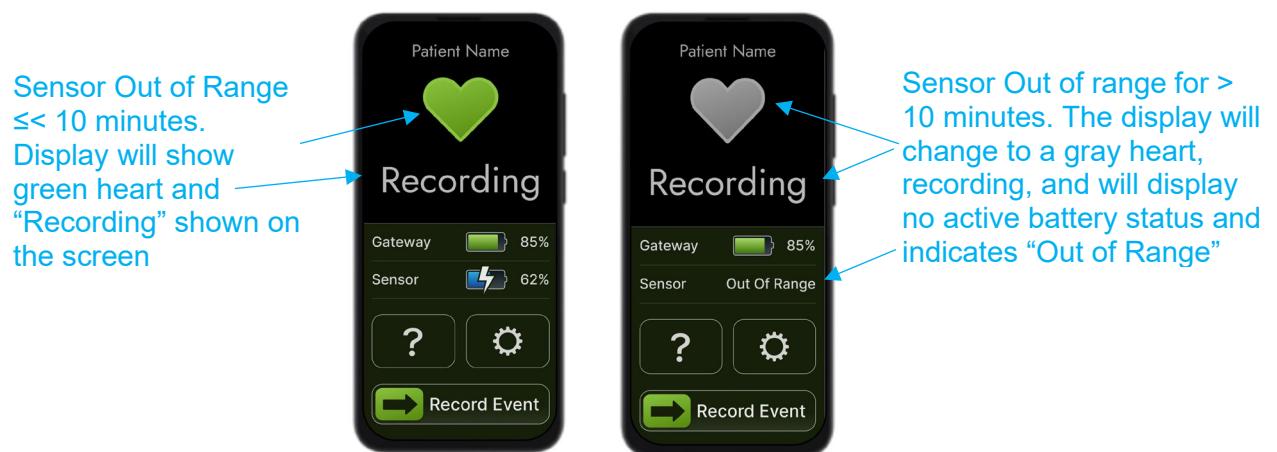 Sensor Out of Range
≤< 10 minutes.
Display will show
green heart and
“Recording” shown on
the screen
Patient Name
Recording
Gateway 85%
Sensor 62%
?
Record Event
Patient Name
Recording
Gateway 85%
Sensor Out Of Range
?
Record Event
Sensor Out of range for >
10 minutes. The display will
change to a gray heart,
recording, and will display
no active battery status and
indicates “Out of Range”